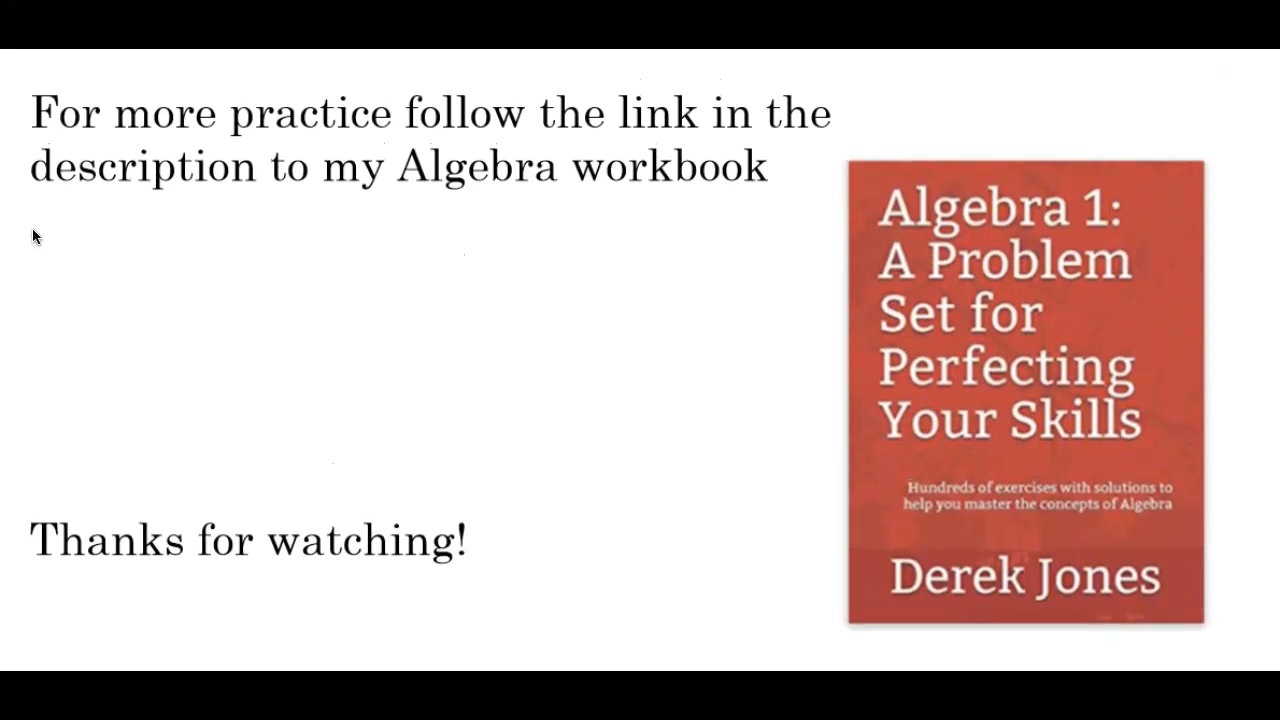 For more practice follow the link in the
description to my Algebra workbook
Algebra 1:
A Problem
Set for
Perfecting
Your Skills
Hundreds of exercises with solutions to
help you master the concepts of Algebra
Derek Jones
Thanks for watching!